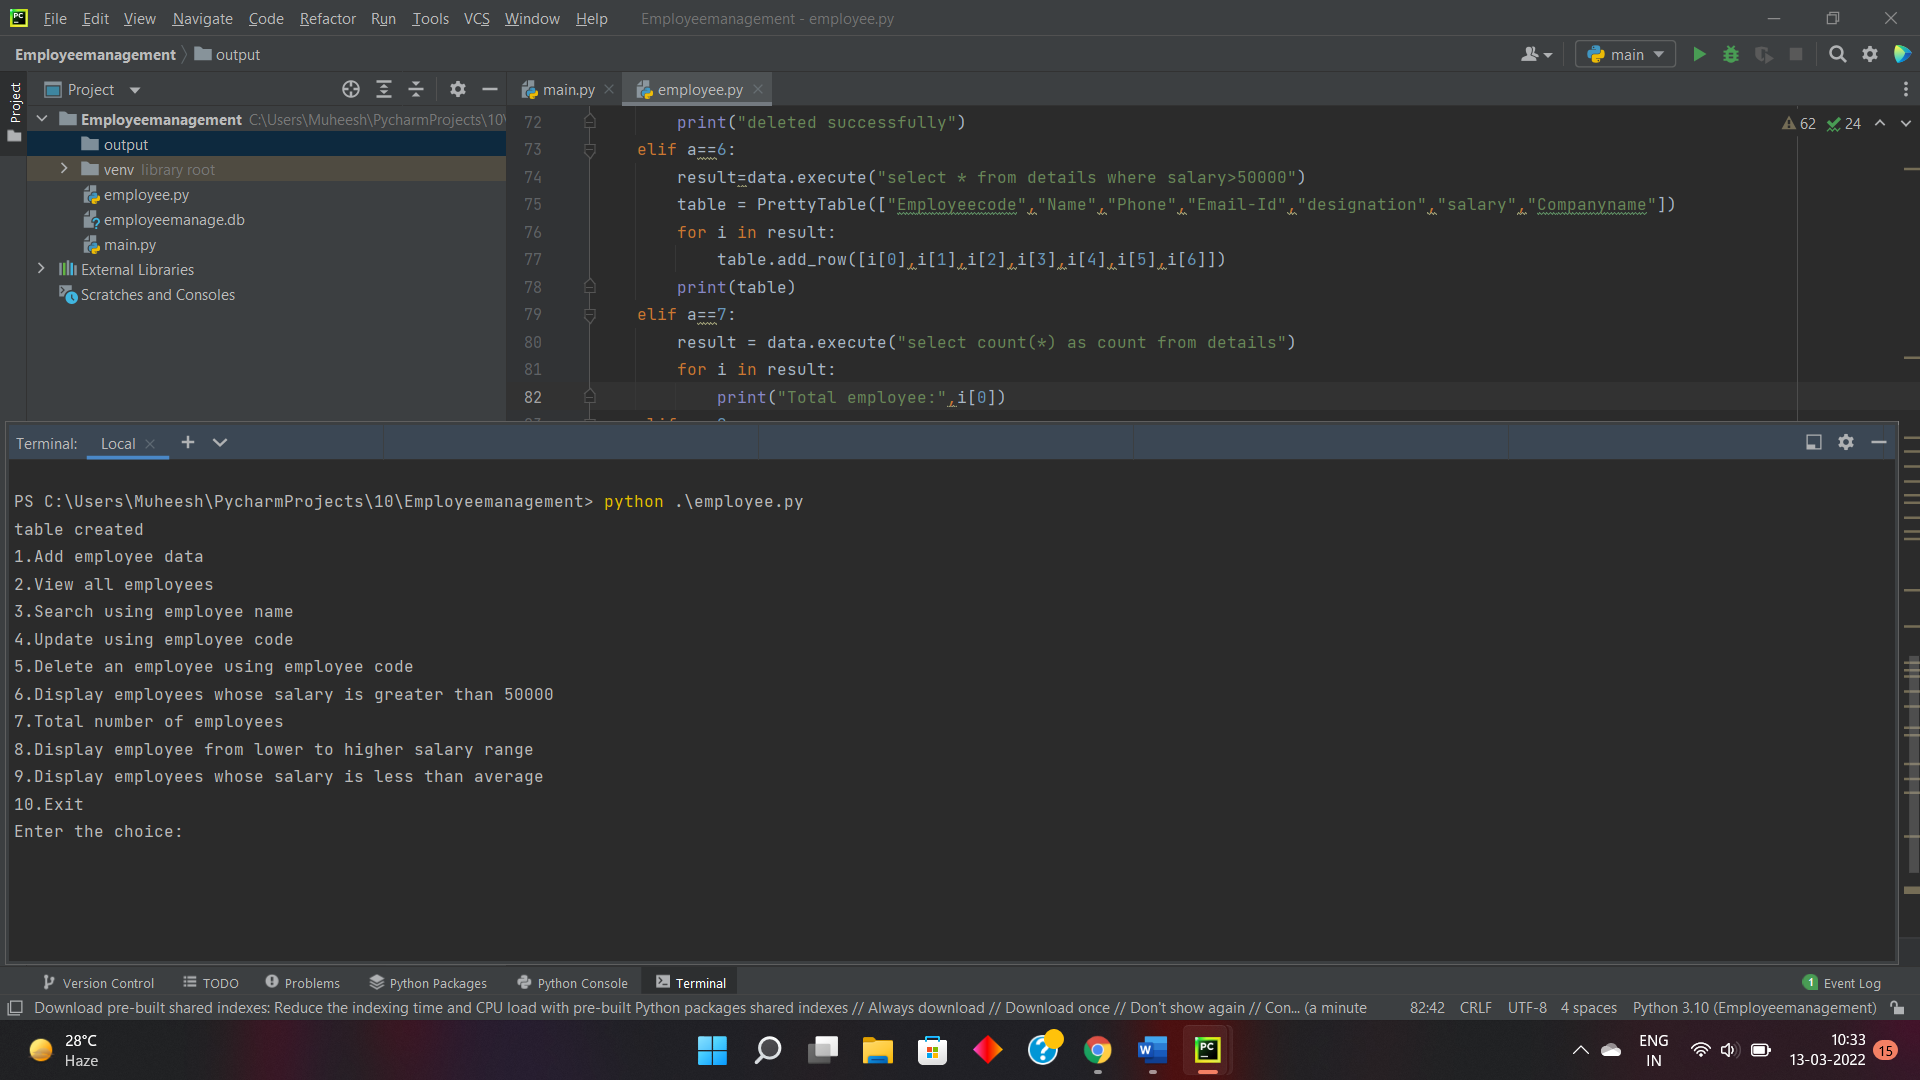 File Edit View Navigate Code Refactor Run Tools VCS Window Help Employeemanagement - employee.py
Employeemanagement output main
Project
Project
main.py employee.py
Employeemanagement C:\Users\Muheesh\PycharmProjects\10\
output
venv library root
employee.py
employeemanage.db
main.py
External Libraries
Scratches and Consoles
62 24
72 print("deleted successfully")
73 elif a==6:
74 result=data.execute("select * from details where salary>50000")
75 table = PrettyTable(["Employeecode","Name","Phone","Email-Id","designation","salary","Companyname"])
76 for i in result:
77 table.add_row([i[0],i[1],i[2],i[3],i[4],i[5],i[6]])
78 print(table)
79 elif a==7:
80 result = data.execute("select count(*) as count from details")
81 for i in result:
82 print("Total employee:",i[0])
Terminal: Local
PS C:\Users\Muheesh\PycharmProjects\10\Employeemanagement> python .\employee.py
table created
1.Add employee data
2.View all employees
3.Search using employee name
4.Update using employee code
5.Delete an employee using employee code
6.Display employees whose salary is greater than 50000
7.Total number of employees
8.Display employee from lower to higher salary range
9.Display employees whose salary is less than average
10.Exit
Enter the choice:
Version Control TODO Problems Python Packages Python Console Terminal 1 Event Log
Download pre-built shared indexes: Reduce the indexing time and CPU load with pre-built Python packages shared indexes // Always download // Download once // Don't show again // Con... (a minute 82:42 CRLF UTF-8 4 spaces Python 3.10 (Employeemanagement)
28°C
Haze
ENG
IN
10:33
13-03-2022
15